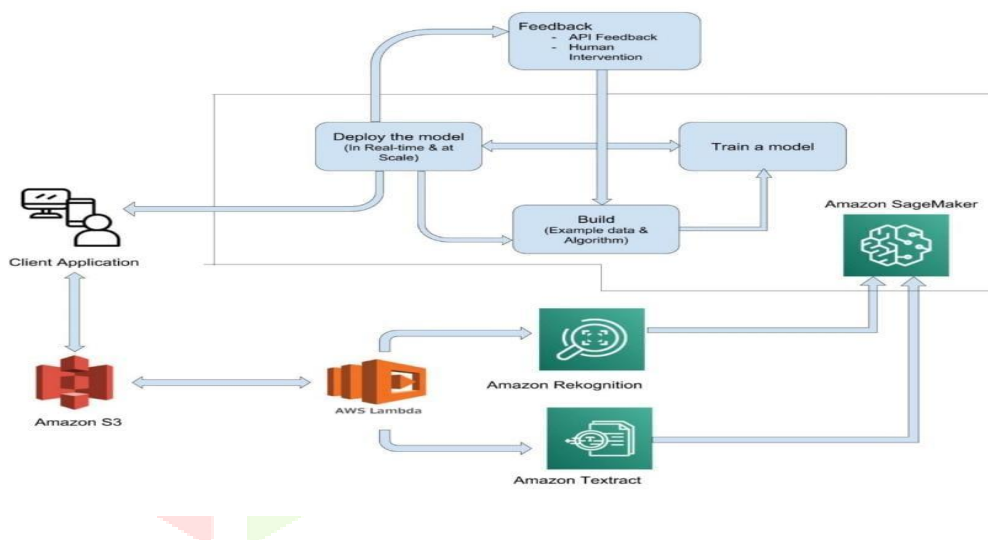 Feedback
- API Feedback
- Human
Intervention
Deploy the model
(In Real-time & at
Scale)
Train a model
Build
(Example data &
Algorithm)
Amazon SageMaker
Client Application
Amazon Rekognition
AWS Lambda
Amazon S3
Amazon Textract